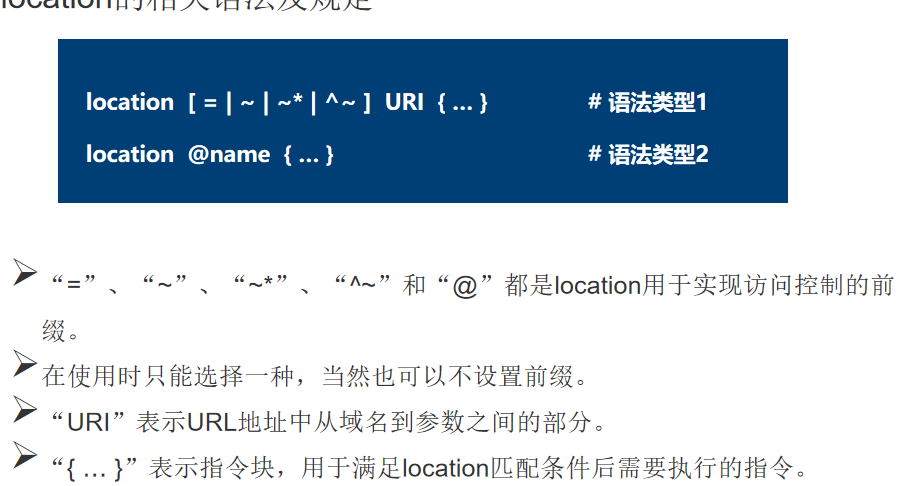 location的相关语法及规定
location [ = | ~ | ~* | ^~ ] URI { … } # 语法类型1
location @name { … } # 语法类型2
“=”、“~”、“~*”、“^~”和“@”都是location用于实现访问控制的前
缀。
在使用时只能选择一种，当然也可以不设置前缀。
“URI”表示URL地址中从域名到参数之间的部分。
“{ … }”表示指令块，用于满足location匹配条件后需要执行的指令。